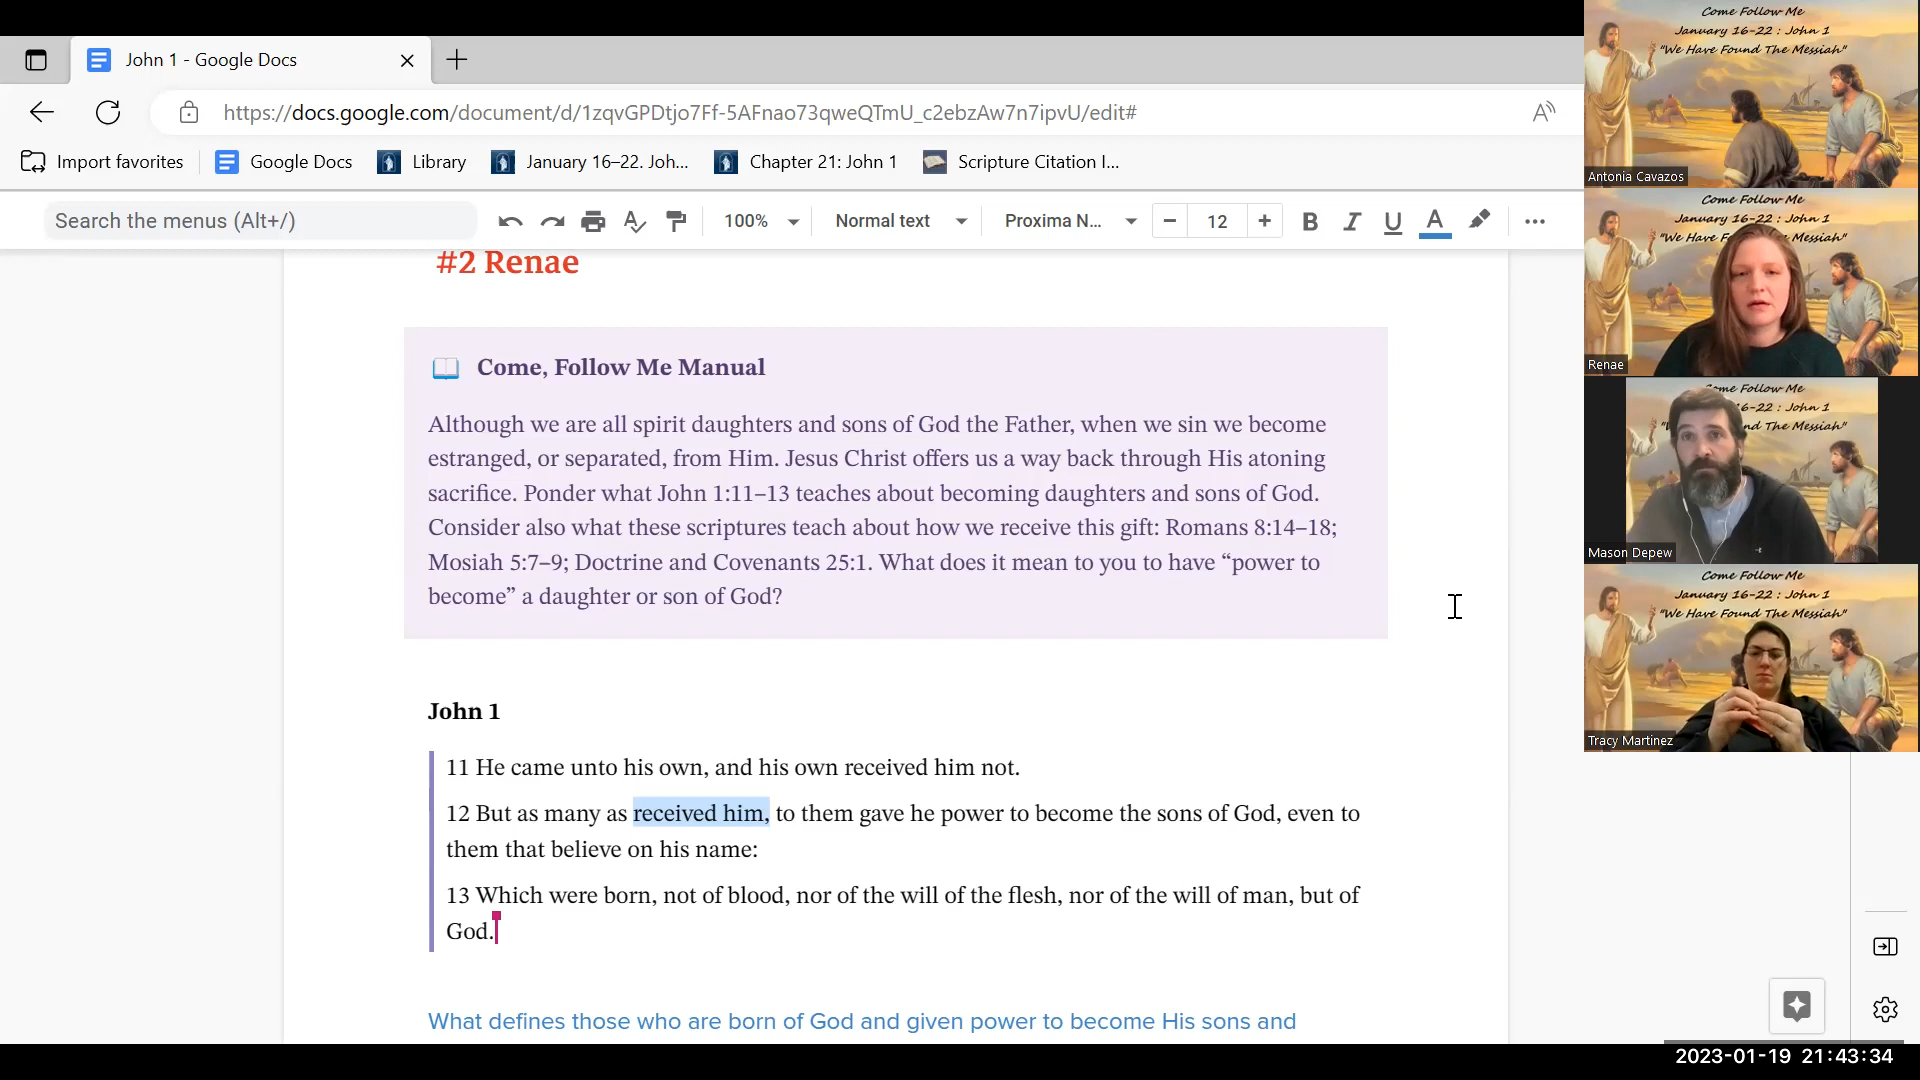 John 1 - Google Docs
https://docs.google.com/document/d/1zqvGPDtjo7Ff-5AFnao73qweQTmU_c2ebzAw7n7ipvU/edit#
Import favorites
Google Docs
Library
January 16–22. Joh...
Chapter 21: John 1
Scripture Citation I...
Search the menus (Alt+/)
100%
Normal text
Proxima N...
12
B I U A
#2 Renae
Come, Follow Me Manual
Although we are all spirit daughters and sons of God the Father, when we sin we become
estranged, or separated, from Him. Jesus Christ offers us a way back through His atoning
sacrifice. Ponder what John 1:11–13 teaches about becoming daughters and sons of God.
Consider also what these scriptures teach about how we receive this gift: Romans 8:14–18;
Mosiah 5:7–9; Doctrine and Covenants 25:1. What does it mean to you to have “power to
become” a daughter or son of God?
John 1
11 He came unto his own, and his own received him not.
12 But as many as received him, to them gave he power to become the sons of God, even to
them that believe on his name:
13 Which were born, not of blood, nor of the will of the flesh, nor of the will of man, but of
God.
What defines those who are born of God and given power to become His sons and
Come Follow Me
January 16-22 : John 1
"We Have Found The Messiah"
Antonia Cavazos
Come Follow Me
January 16-22 : John 1
"We Have F Messiah"
Renae
Come Follow Me
16-22 : John 1
nd The Messiah"
Mason Depew
Come Follow Me
January 16-22 : John 1
"We Have Found The Messiah"
Tracy Martinez
2023-01-19 21:43:34